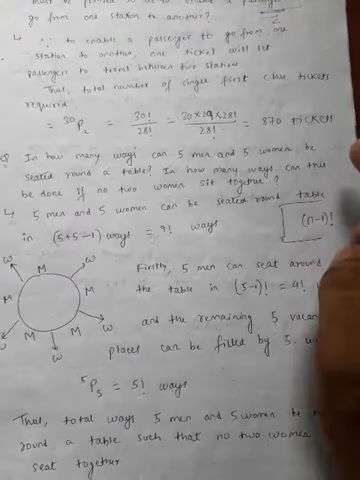 go from one station to another?
↳ ∵ to enable a passenger to go from one
station to another, one ticket will let
passenger to travel between two stations.
Thus, total number of single first class tickets
required.
= ³⁰P₂ = 30!/28! = 30×29×28!/28! = 870 tickets
Q In how many ways can 5 men and 5 women be
seated round a table? In how many ways can this
be done if no two women sit together?
↳ 5 men and 5 women can be seated round table
in (5+5-1) ways = 9! ways
(n-1)!
W W
M
M M
M M
W W
W
Firstly, 5 men can seat around
the table in (5-1)! = 4!
and the remaining 5
places can be filled by 5
⁵P₅ = 5! ways
Thus, total ways 5 men and 5 women be
round a table such that no two women
seat together